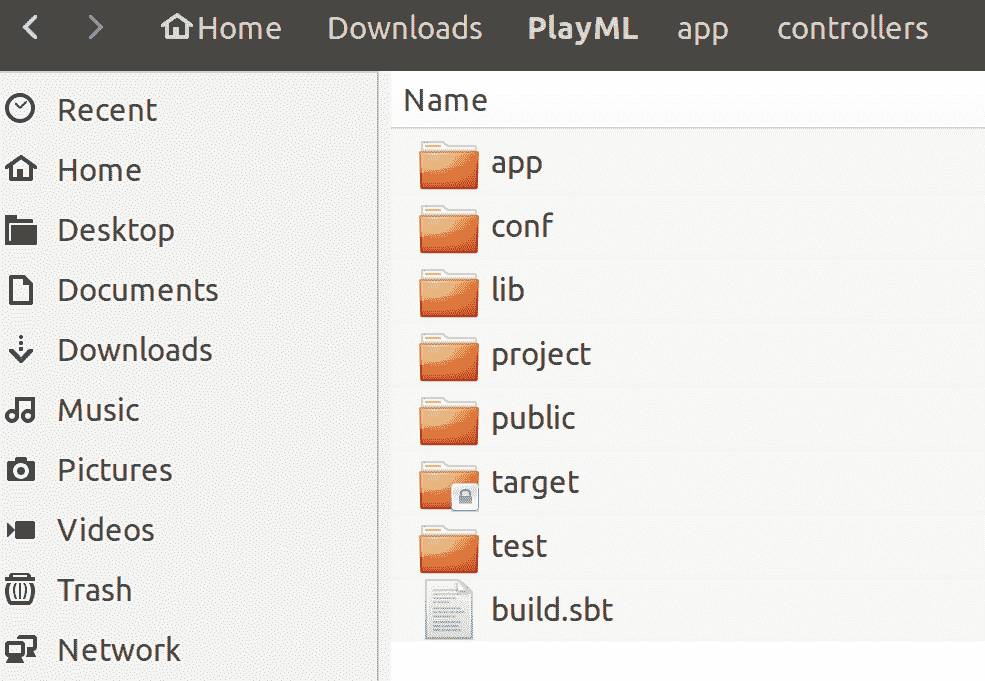 Home Downloads PlayML app controllers
Recent
Home
Desktop
Documents
Downloads
Music
Pictures
Videos
Trash
Network
Name
app
conf
lib
project
public
target
test
build.sbt